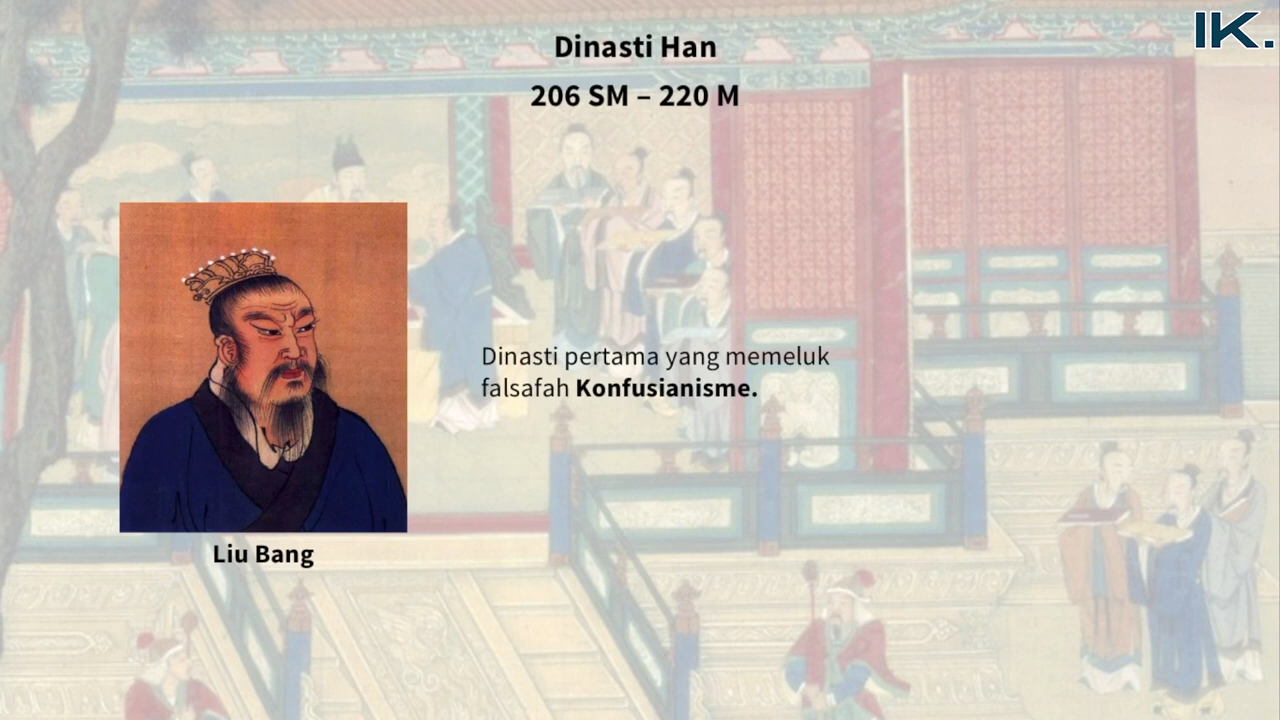 IK.
Dinasti Han
206 SM – 220 M
Dinasti pertama yang memeluk
falsafah Konfusianisme.
Liu Bang